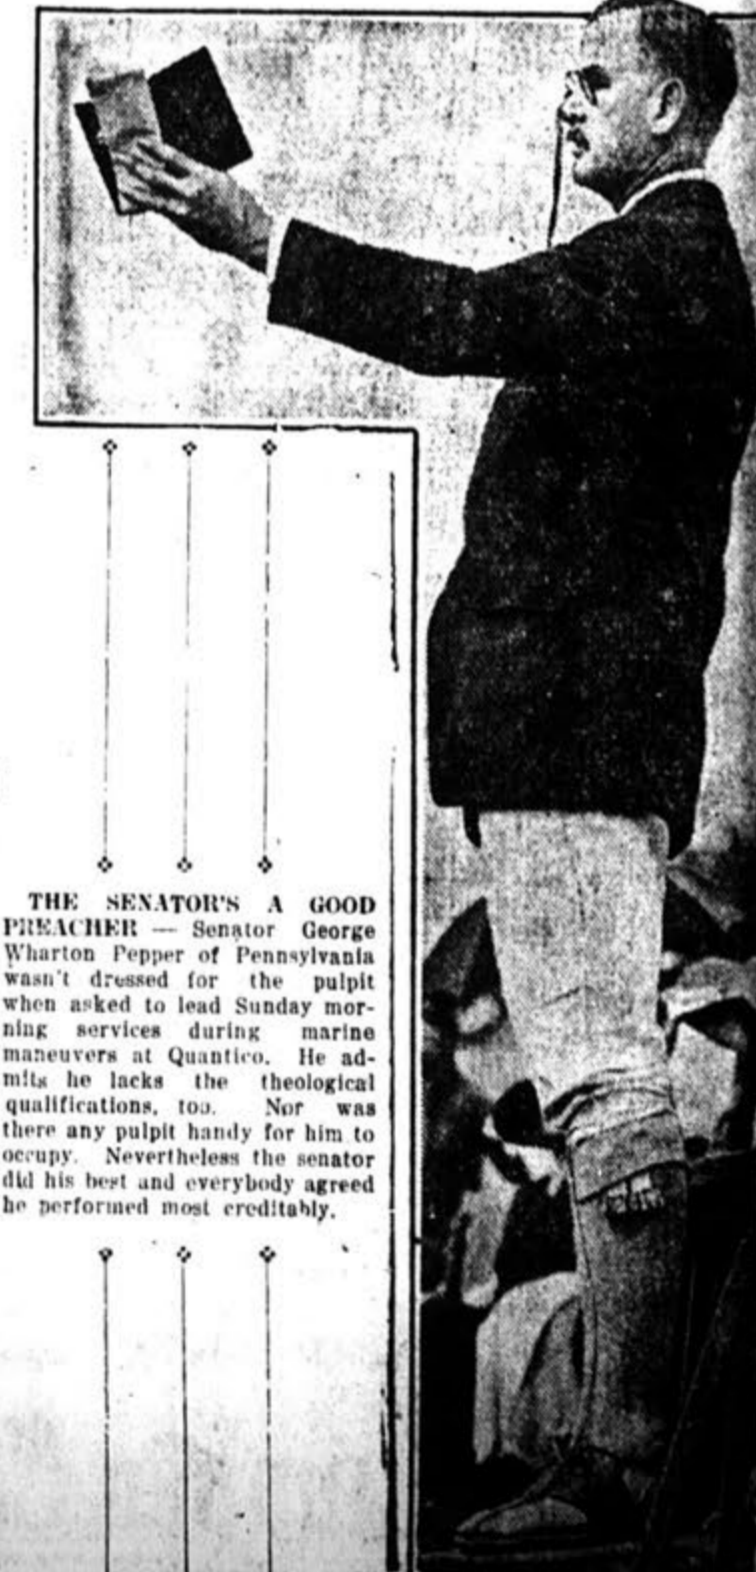 THE SENATOR'S A GOOD
PREACHER — Senator George
Wharton Pepper of Pennsylvania
wasn't dressed for the pulpit
when asked to lead Sunday mor-
ning services during marine
maneuvers at Quantico. He ad-
mits he lacks the theological
qualifications, too. Nor was
there any pulpit handy for him to
occupy. Nevertheless the senator
did his best and everybody agreed
he performed most creditably.